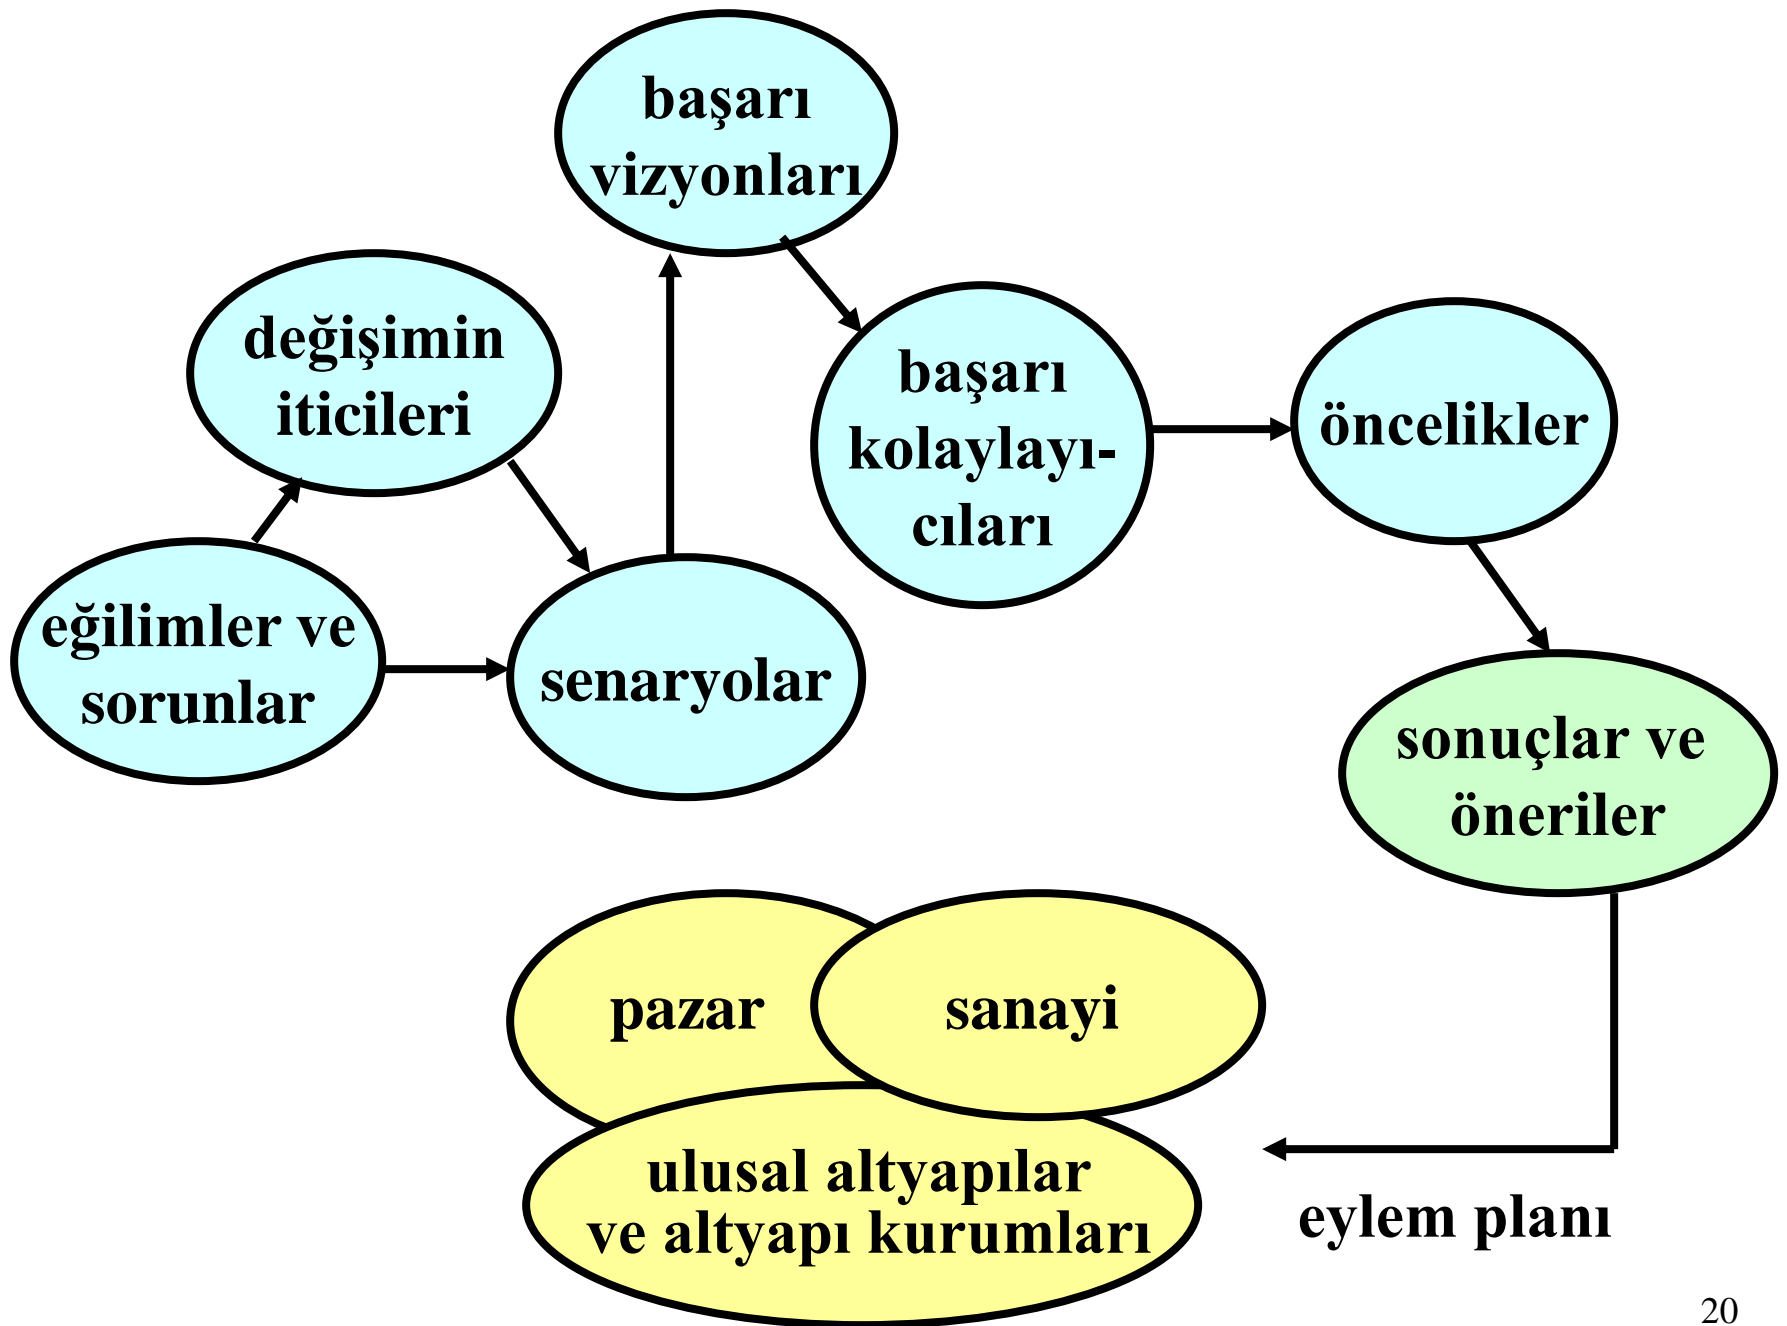 başarı
vizyonları
değişimin
iticileri
başarı
kolaylayı-
cıları
öncelikler
eğilimler ve
sorunlar
senaryolar
sonuçlar ve
öneriler
pazar
sanayi
ulusal altyapılar
ve altyapı kurumları
eylem planı
20